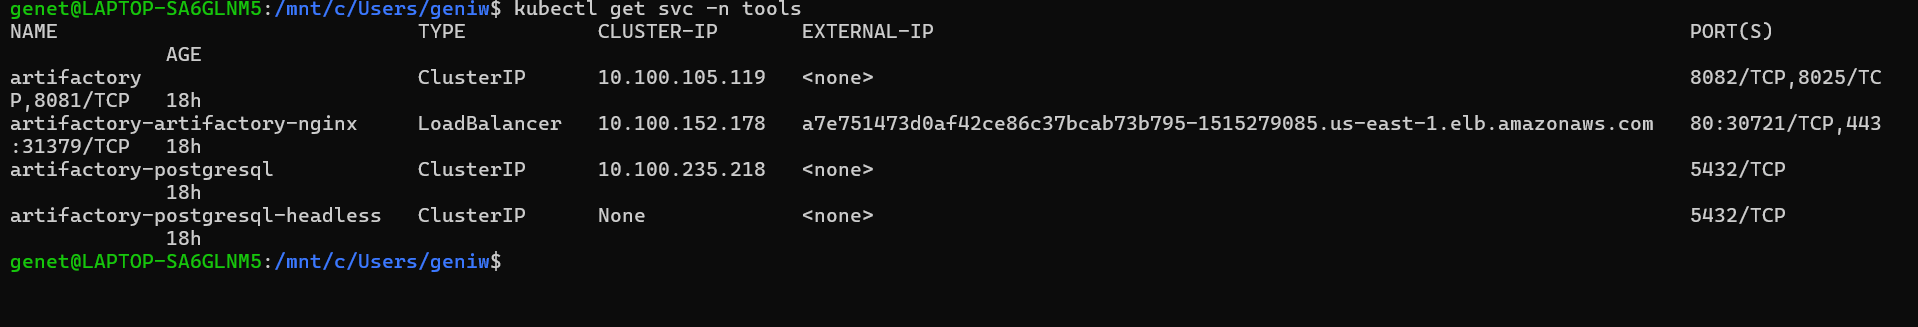 genet@LAPTOP-SA6GLNM5:/mnt/c/Users/geniw$ kubectl get svc -n tools
NAME                              TYPE           CLUSTER-IP       EXTERNAL-IP                                                               PORT(S)
             AGE
artifactory                       ClusterIP      10.100.105.119   <none>                                                                    8082/TCP,8025/TC
P,8081/TCP   18h
artifactory-artifactory-nginx     LoadBalancer   10.100.152.178   a7e751473d0af42ce86c37bcab73b795-1515279085.us-east-1.elb.amazonaws.com   80:30721/TCP,443
:31379/TCP   18h
artifactory-postgresql            ClusterIP      10.100.235.218   <none>                                                                    5432/TCP
             18h
artifactory-postgresql-headless   ClusterIP      None             <none>                                                                    5432/TCP
             18h
genet@LAPTOP-SA6GLNM5:/mnt/c/Users/geniw$